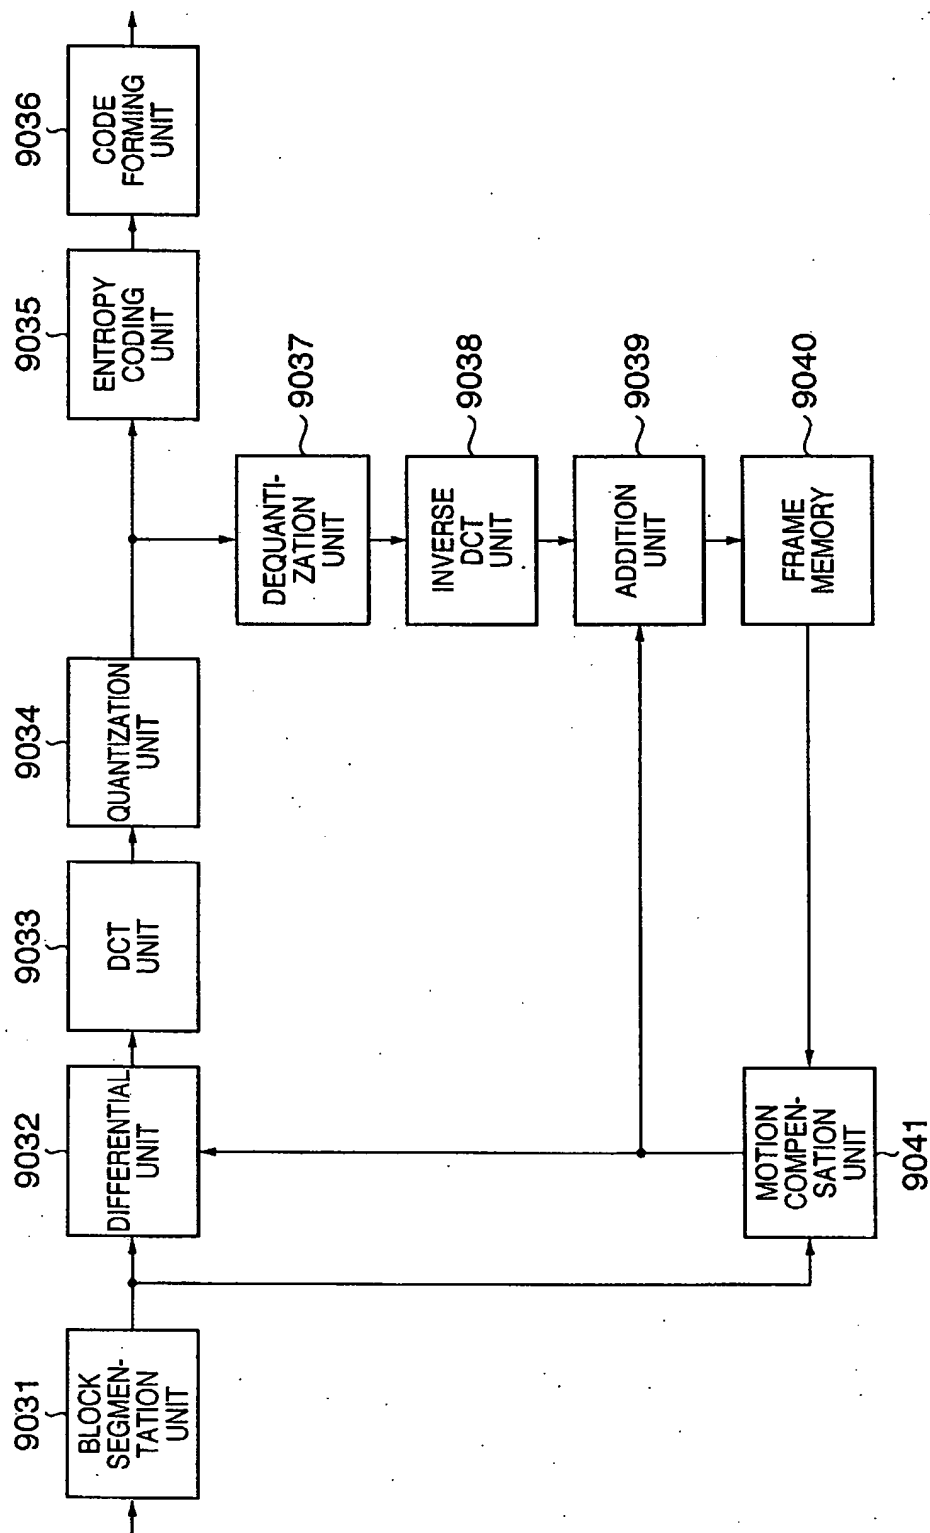 9031
BLOCK
SEGMEN-
TATION
UNIT
9032
DIFFERENTIAL
UNIT
9033
DCT
UNIT
9034
QUANTIZATION
UNIT
9035
ENTROPY
CODING
UNIT
9036
CODE
FORMING
UNIT
DEQUANTI-
ZATION
UNIT
9037
INVERSE
DCT
UNIT
9038
ADDITION
UNIT
9039
FRAME
MEMORY
9040
MOTION
COMPEN-
SATION
UNIT
9041